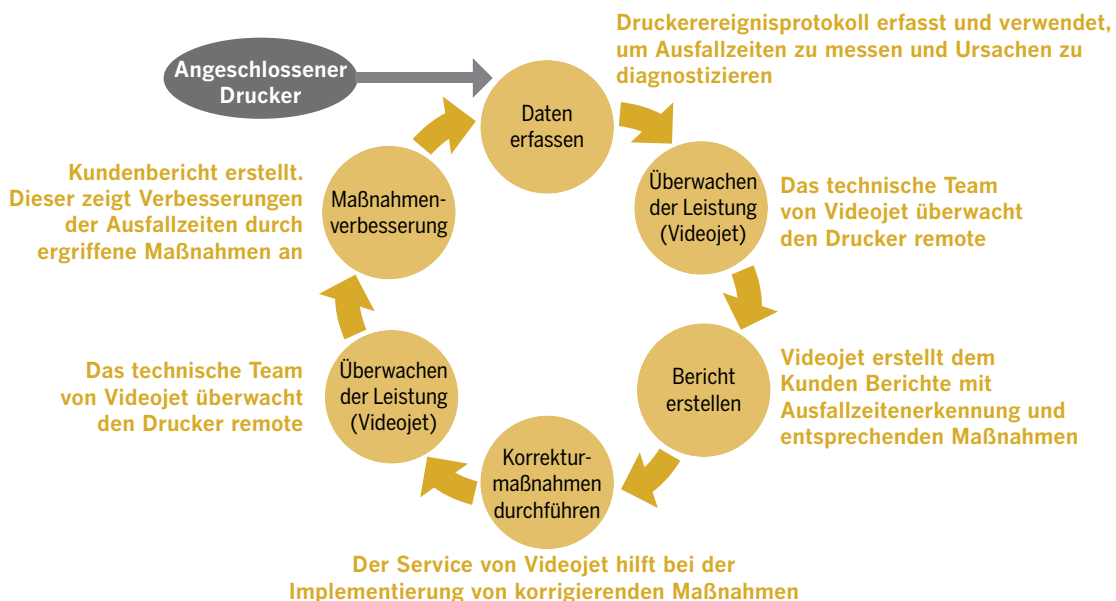 Angeschlossener
Drucker
Daten
erfassen
Druckerereignisprotokoll erfasst und verwendet,
um Ausfallzeiten zu messen und Ursachen zu
diagnostizieren
Überwachen
der Leistung
(Videojet)
Das technische Team
von Videojet überwacht
den Drucker remote
Bericht
erstellen
Videojet erstellt dem
Kunden Berichte mit
Ausfallzeitenerkennung und
entsprechenden Maßnahmen
Korrektur-
maßnahmen
durchführen
Der Service von Videojet hilft bei der
Implementierung von korrigierenden Maßnahmen
Überwachen
der Leistung
(Videojet)
Das technische Team
von Videojet überwacht
den Drucker remote
Maßnahmen-
verbesserung
Kundenbericht erstellt.
Dieser zeigt Verbesserungen
der Ausfallzeiten durch
ergriffene Maßnahmen an